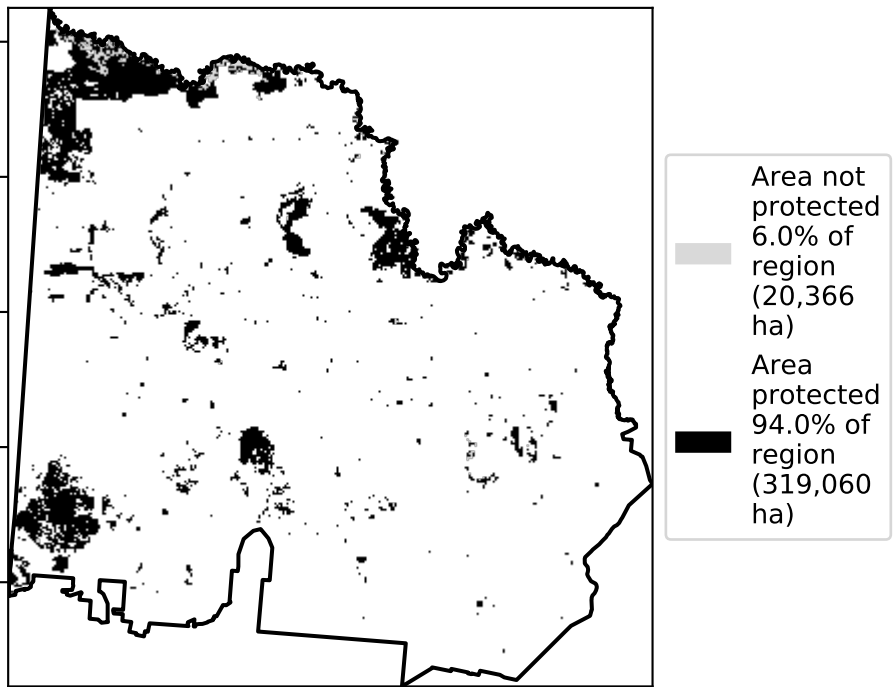 Area not
protected
6.0% of
region
(20,366
ha)
Area
protected
94.0% of
region
(319,060
ha)